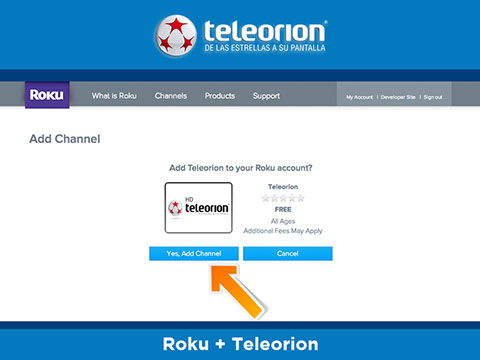 teleorion®
DE LAS ESTRELLAS A SU PANTALLA
ROKU What is Roku Channels Products Support My Account | Developer Site | Sign out
Add Channel
Add Teleorion to your Roku account?
HD
teleorion
Teleorion
FREE
All Ages
Additional Fees May Apply
Yes, Add Channel Cancel
Roku + Teleorion